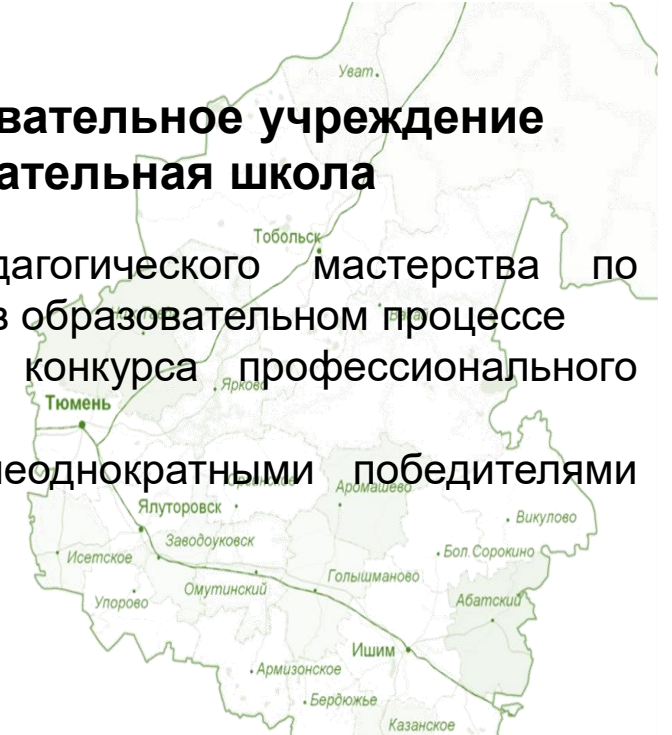 Уват
вательное учреждение
ательная школа
Тобольск
дагогического мастерства по
в образовательном процессе
конкурса профессионального
Ярково
Тюмень
неоднократными победителями
Аромашево
Ялуторовск
Викулово
Заводоуковск
Бол.Сорокино
Исетское
Голышманово
Омутинский
Упорово
Абатский
Ишим
Армизонское
Бердюжье
Казанское